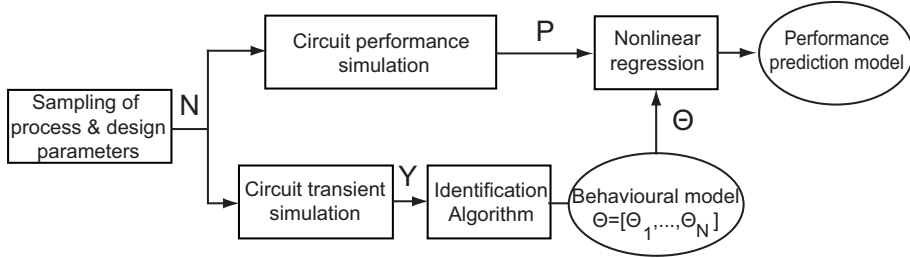 Circuit performance
simulation
P
Nonlinear
regression
Performance
prediction model
Sampling of
process & design
parameters
N
Θ
Circuit transient
simulation
Y
Identification
Algorithm
Behavioural model
Θ=[Θ₁,...,Θ_N]